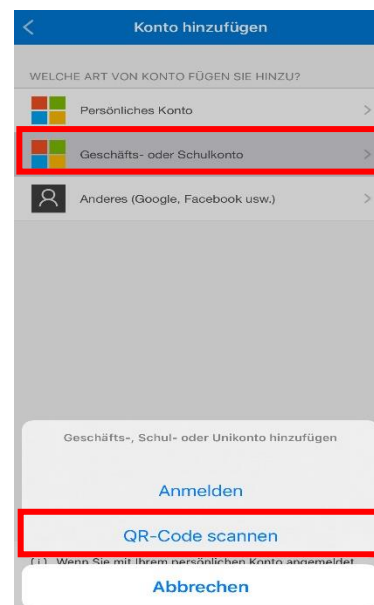 Konto hinzufügen
WELCHE ART VON KONTO FÜGEN SIE HINZU?
Persönliches Konto
Geschäfts- oder Schulkonto
Anderes (Google, Facebook usw.)
Geschäfts-, Schul- oder Unikonto hinzufügen
Anmelden
QR-Code scannen
Wenn Sie mit Ihrem persönlichen Konto angemeldet
Abbrechen